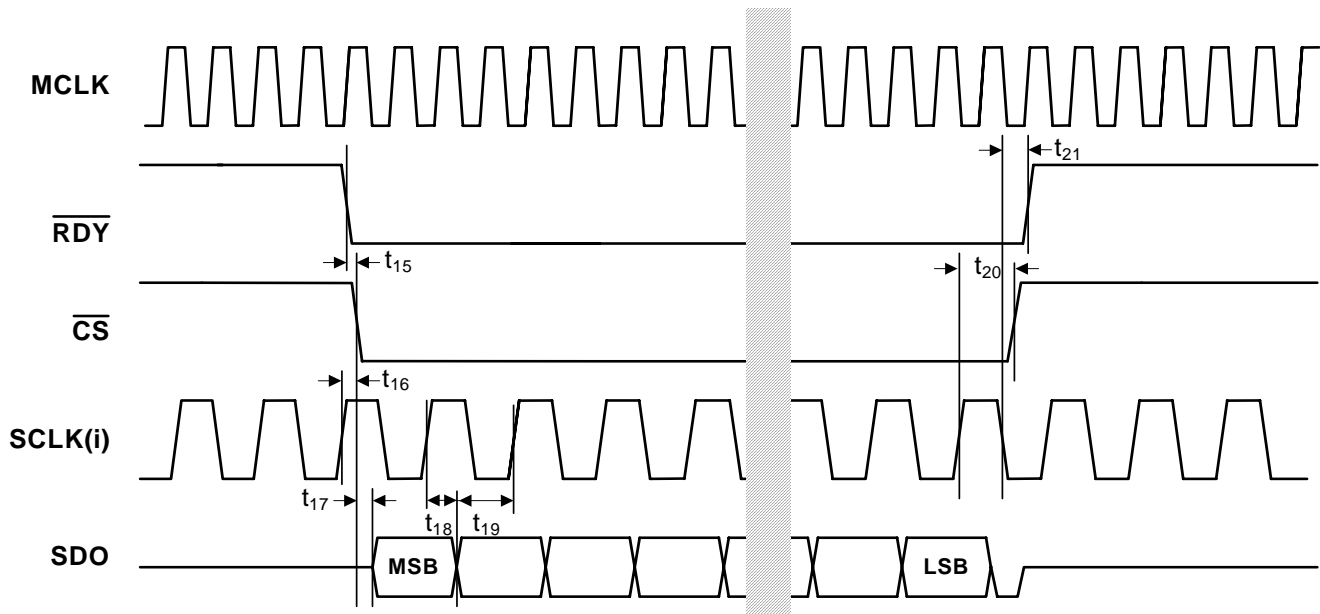 MCLK
t21
RDY
t15
t20
CS
t16
SCLK(i)
t17
t18
t19
SDO
MSB
LSB